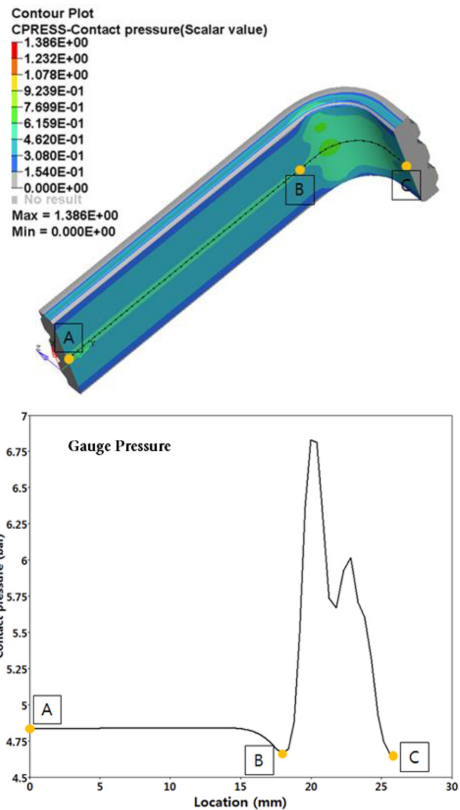 Contour Plot
CPRESS-Contact pressure(Scalar value)
1.386E+00
1.232E+00
1.078E+00
9.239E-01
7.699E-01
6.159E-01
4.620E-01
3.080E-01
1.540E-01
0.000E+00
No result
Max = 1.386E+00
Min = 0.000E+00
A
B
C
Gauge Pressure
Contact pressure (bar)
7
6.75
6.5
6.25
6
5.75
5.5
5.25
5
4.75
4.5
A
B
C
0 5 10 15 20 25 30
Location (mm)